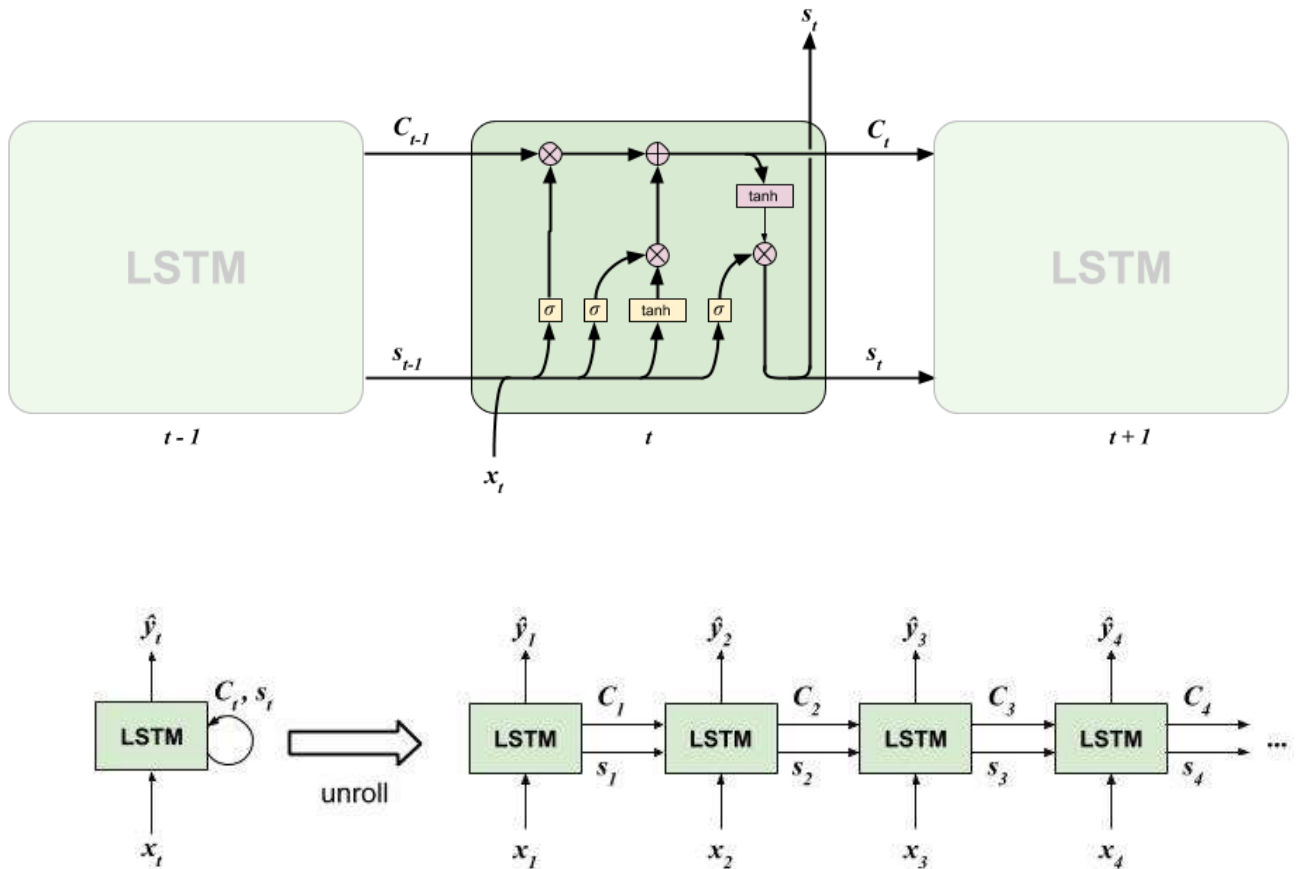 s_t
C_{t-1} C_t
tanh
LSTM LSTM
σ σ tanh σ
s_{t-1} s_t
t - 1 t t + 1
x_t
ŷ_t ŷ_1 ŷ_2 ŷ_3 ŷ_4
C_t, s_t C_1 C_2 C_3 C_4
LSTM LSTM LSTM LSTM LSTM ...
s_1 s_2 s_3 s_4
unroll
x_t x_1 x_2 x_3 x_4